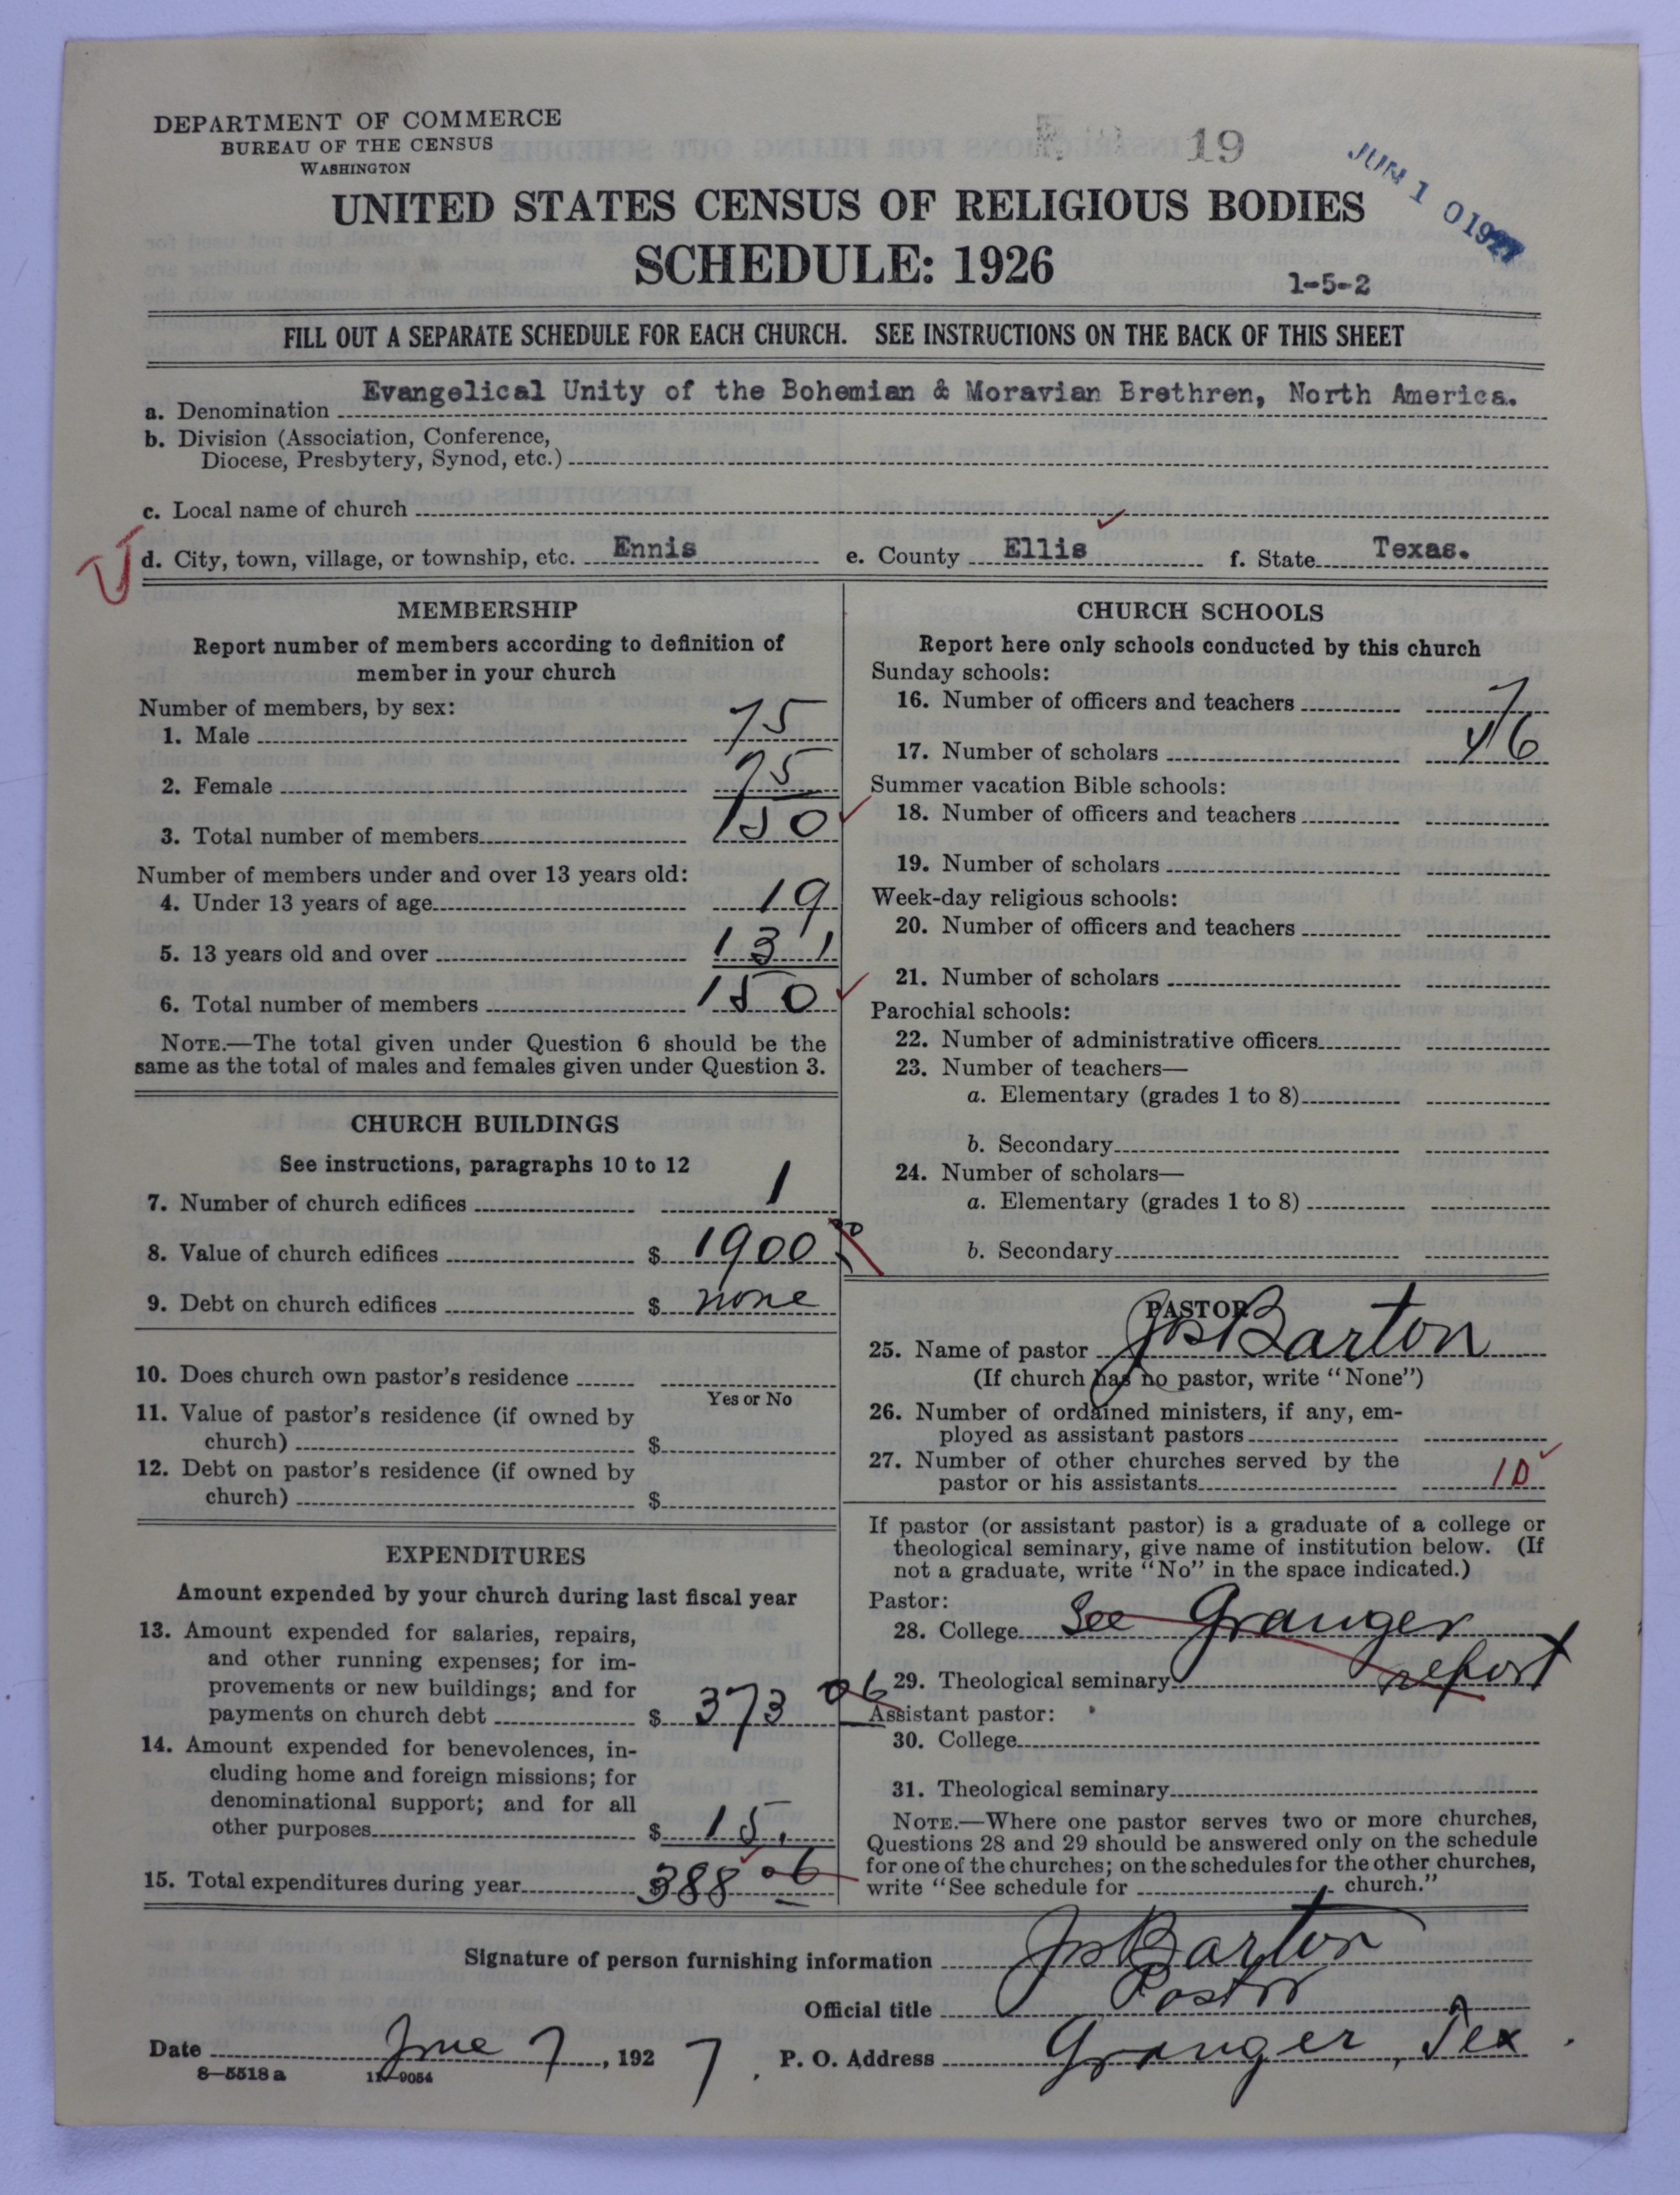 DEPARTMENT OF COMMERCE
BUREAU OF THE CENSUS
WASHINGTON
19
JUN 10 1927
UNITED STATES CENSUS OF RELIGIOUS BODIES
SCHEDULE: 1926
1-5-2
FILL OUT A SEPARATE SCHEDULE FOR EACH CHURCH. SEE INSTRUCTIONS ON THE BACK OF THIS SHEET
a. Denomination Evangelical Unity of the Bohemian & Moravian Brethren, North America.
b. Division (Association, Conference,
Diocese, Presbytery, Synod, etc.)
c. Local name of church
d. City, town, village, or township, etc. Ennis e. County Ellis f. State Texas.
MEMBERSHIP
Report number of members according to definition of
member in your church
Number of members, by sex:
1. Male 75
2. Female 75
3. Total number of members 150
Number of members under and over 13 years old:
4. Under 13 years of age 19
5. 13 years old and over 131
6. Total number of members 150
NOTE.—The total given under Question 6 should be the
same as the total of males and females given under Question 3.
CHURCH BUILDINGS
See instructions, paragraphs 10 to 12
7. Number of church edifices 1
8. Value of church edifices $ 1900
9. Debt on church edifices $ none
10. Does church own pastor's residence
Yes or No
11. Value of pastor's residence (if owned by
church) $
12. Debt on pastor's residence (if owned by
church) $
EXPENDITURES
Amount expended by your church during last fiscal year
13. Amount expended for salaries, repairs,
and other running expenses; for im-
provements or new buildings; and for
payments on church debt $ 373 06
14. Amount expended for benevolences, in-
cluding home and foreign missions; for
denominational support; and for all
other purposes $ 15.
15. Total expenditures during year 388 06
CHURCH SCHOOLS
Report here only schools conducted by this church
Sunday schools:
16. Number of officers and teachers 7
17. Number of scholars 46
Summer vacation Bible schools:
18. Number of officers and teachers
19. Number of scholars
Week-day religious schools:
20. Number of officers and teachers
21. Number of scholars
Parochial schools:
22. Number of administrative officers
23. Number of teachers—
a. Elementary (grades 1 to 8)
b. Secondary
24. Number of scholars—
a. Elementary (grades 1 to 8)
b. Secondary
PASTOR
25. Name of pastor Jos Barton
(If church has no pastor, write "None")
26. Number of ordained ministers, if any, em-
ployed as assistant pastors
27. Number of other churches served by the
pastor or his assistants 10
If pastor (or assistant pastor) is a graduate of a college or
theological seminary, give name of institution below. (If
not a graduate, write "No" in the space indicated.)
Pastor:
28. College See Granger
29. Theological seminary report
Assistant pastor:
30. College
31. Theological seminary
NOTE.—Where one pastor serves two or more churches,
Questions 28 and 29 should be answered only on the schedule
for one of the churches; on the schedules for the other churches,
write "See schedule for church."
Signature of person furnishing information Jos Barton
Official title Pastor
Date June 7, 1927. P. O. Address Granger, Tex.
8—5518 a 11—9054